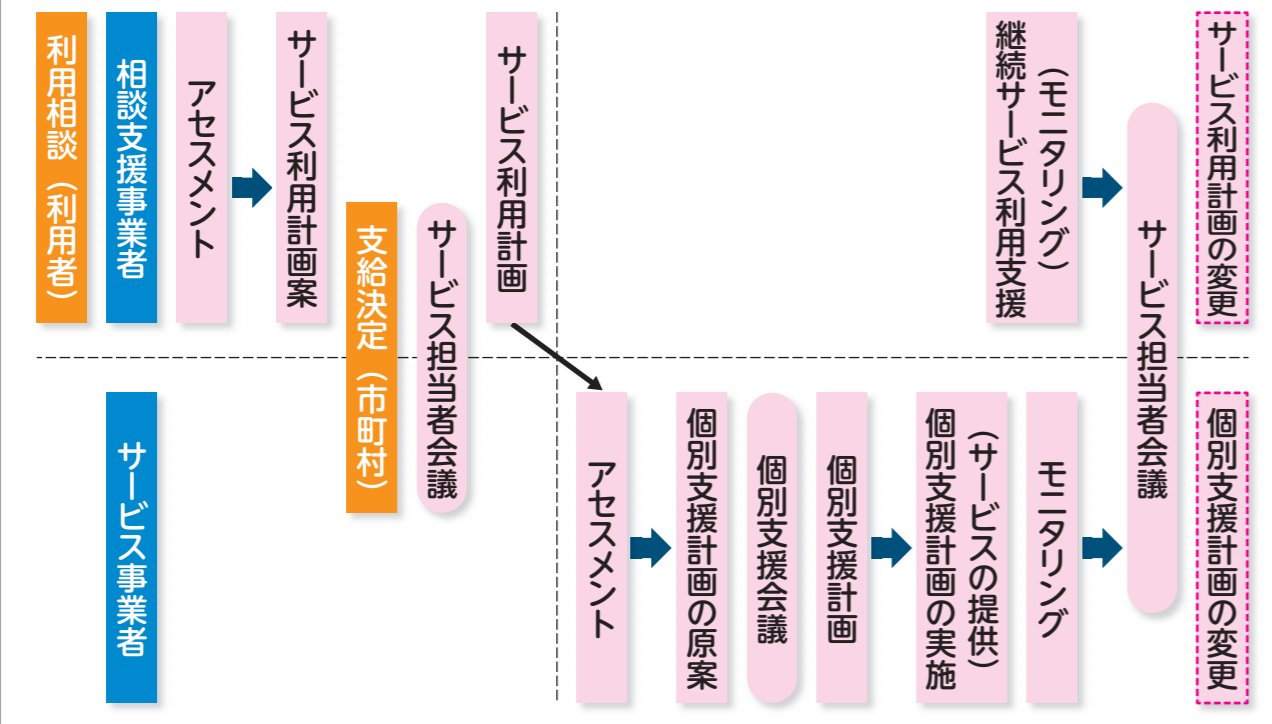 利用相談（利用者）
相談支援事業者
アセスメント
サービス利用計画案
支給決定（市町村）
サービス担当者会議
サービス利用計画
（モニタリング）
継続サービス利用支援
サービス担当者会議
サービス利用計画の変更
サービス事業者
アセスメント
個別支援計画の原案
個別支援会議
個別支援計画
（サービスの提供）
個別支援計画の実施
モニタリング
個別支援計画の変更